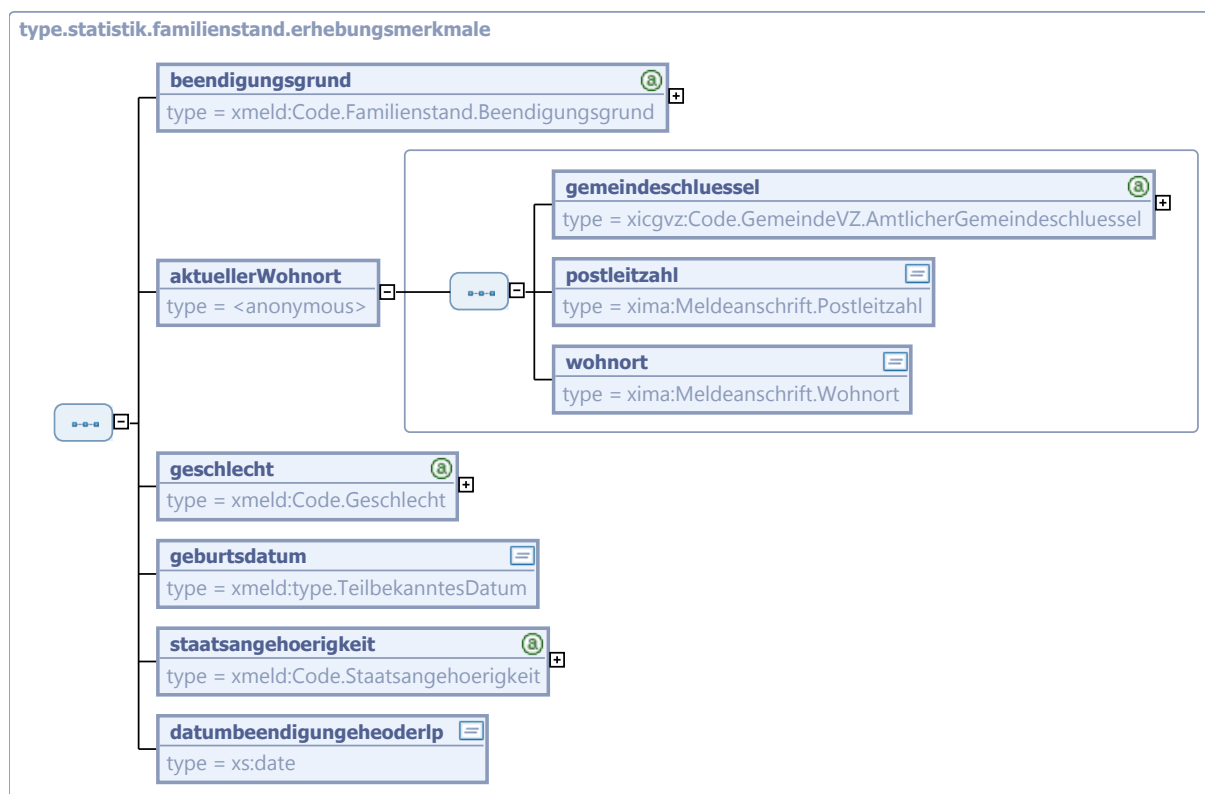 type.statistik.familienstand.erhebungsmerkmale
beendigungsgrund
type = xmeld:Code.Familienstand.Beendigungsgrund
aktuellerWohnort
type = <anonymous>
gemeindeschluessel
type = xicgvz:Code.GemeindeVZ.AmtlicherGemeindeschluessel
postleitzahl
type = xima:Meldeanschrift.Postleitzahl
wohnort
type = xima:Meldeanschrift.Wohnort
geschlecht
type = xmeld:Code.Geschlecht
geburtsdatum
type = xmeld:type.TeilbekanntesDatum
staatsangehoerigkeit
type = xmeld:Code.Staatsangehoerigkeit
datumbeendigungeheoderlp
type = xs:date